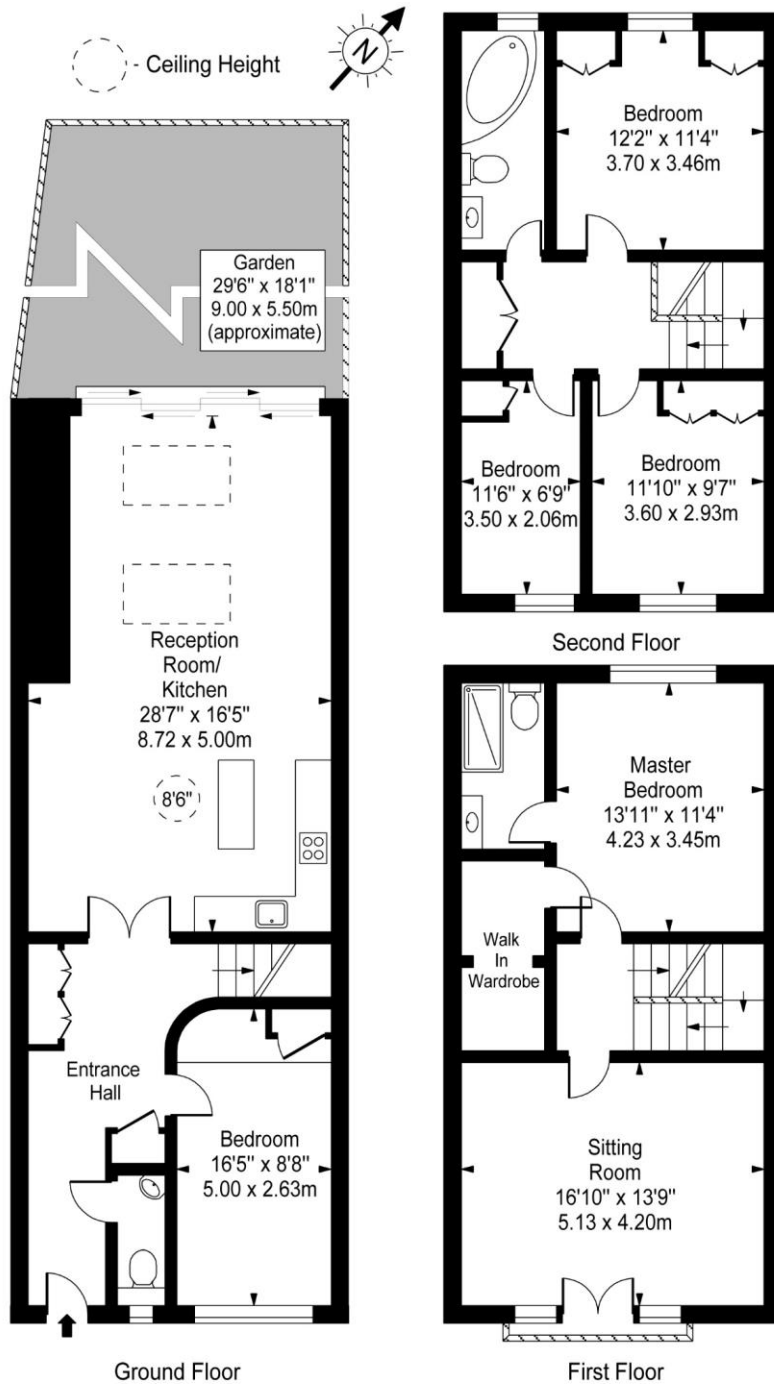 - Ceiling Height
N
Garden
29'6" x 18'1"
9.00 x 5.50m
(approximate)
Reception
Room/
Kitchen
28'7" x 16'5"
8.72 x 5.00m
8'6"
Entrance
Hall
Bedroom
16'5" x 8'8"
5.00 x 2.63m
Ground Floor
Bedroom
12'2" x 11'4"
3.70 x 3.46m
Bedroom
11'6" x 6'9"
3.50 x 2.06m
Bedroom
11'10" x 9'7"
3.60 x 2.93m
Second Floor
Master
Bedroom
13'11" x 11'4"
4.23 x 3.45m
Walk
In
Wardrobe
Sitting
Room
16'10" x 13'9"
5.13 x 4.20m
First Floor